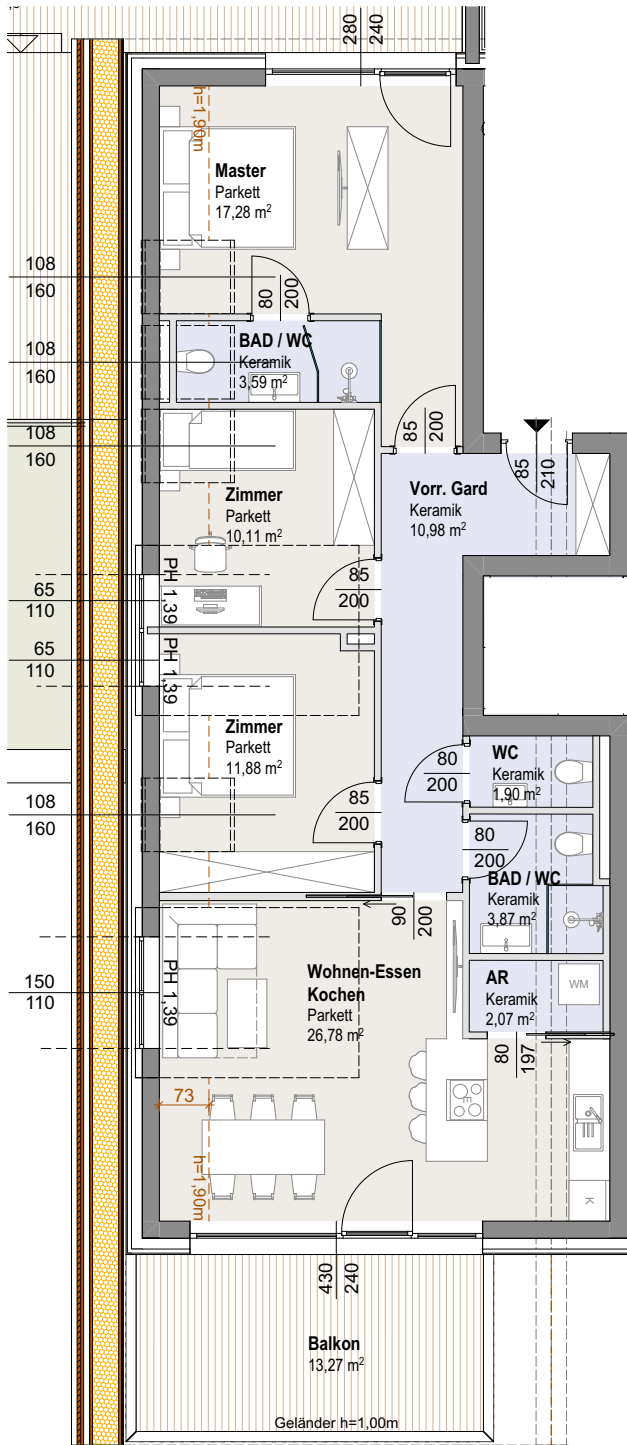 280
240
h=1,90m
Master
Parkett
17,28 m²
108
160
80
200
BAD / WC
Keramik
3,59 m²
108
160
85
200
108
160
85
210
Zimmer
Parkett
10,11 m²
Vorr. Gard
Keramik
10,98 m²
PH 1,39
85
200
65
110
PH 1,39
65
110
Zimmer
Parkett
11,88 m²
WC
Keramik
1,90 m²
80
200
108
160
85
200
80
200
BAD / WC
Keramik
3,87 m²
90
200
Wohnen-Essen
Kochen
Parkett
26,78 m²
PH 1,39
150
110
AR
Keramik
2,07 m²
WM
80
197
73
E
h=1,90m
K
430
240
Balkon
13,27 m²
Geländer h=1,00m